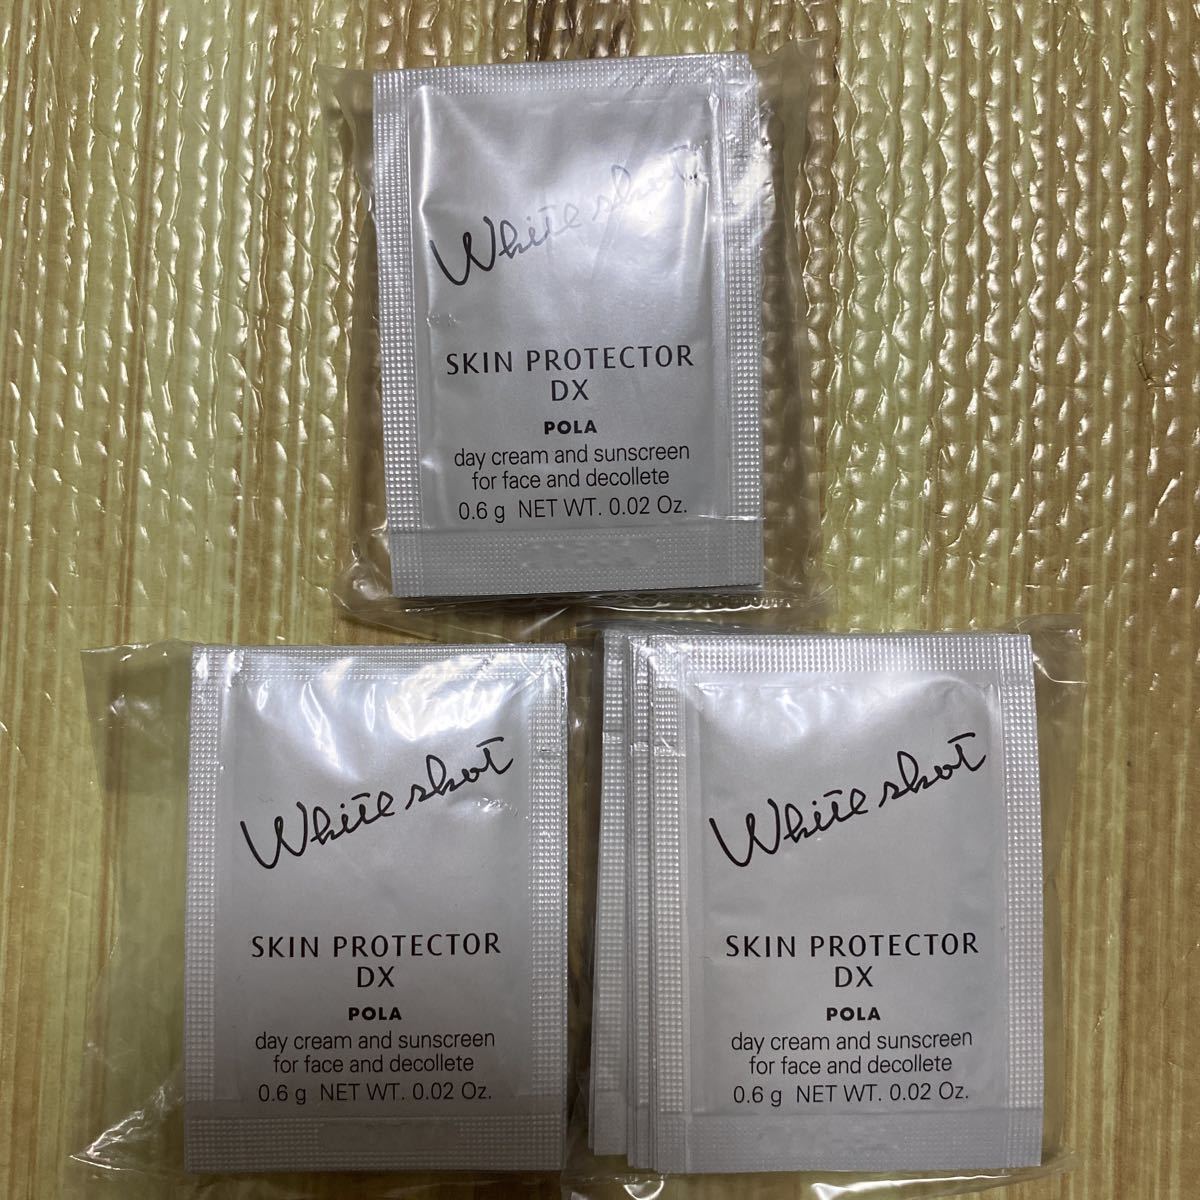 White shot
SKIN PROTECTOR
DX
POLA
day cream and sunscreen
for face and decollete
0.6 g NET WT. 0.02 Oz.
White shot
SKIN PROTECTOR
DX
POLA
day cream and sunscreen
for face and decollete
0.6 g NET WT. 0.02 Oz.
White shot
SKIN PROTECTOR
DX
POLA
day cream and sunscreen
for face and decollete
0.6 g NET WT. 0.02 Oz.